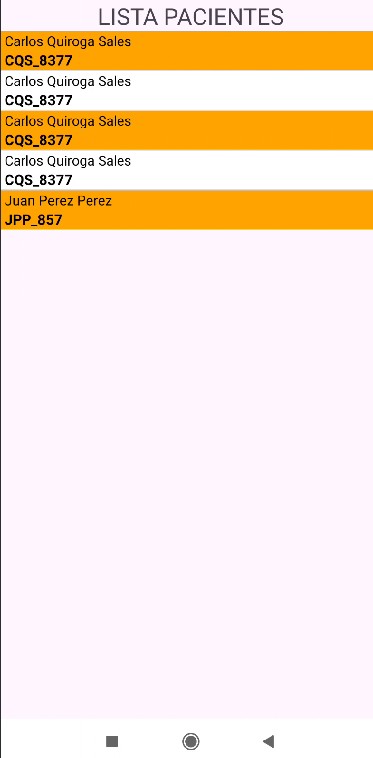 LISTA PACIENTES
Carlos Quiroga Sales
CQS_8377
Carlos Quiroga Sales
CQS_8377
Carlos Quiroga Sales
CQS_8377
Carlos Quiroga Sales
CQS_8377
Juan Perez Perez
JPP_857